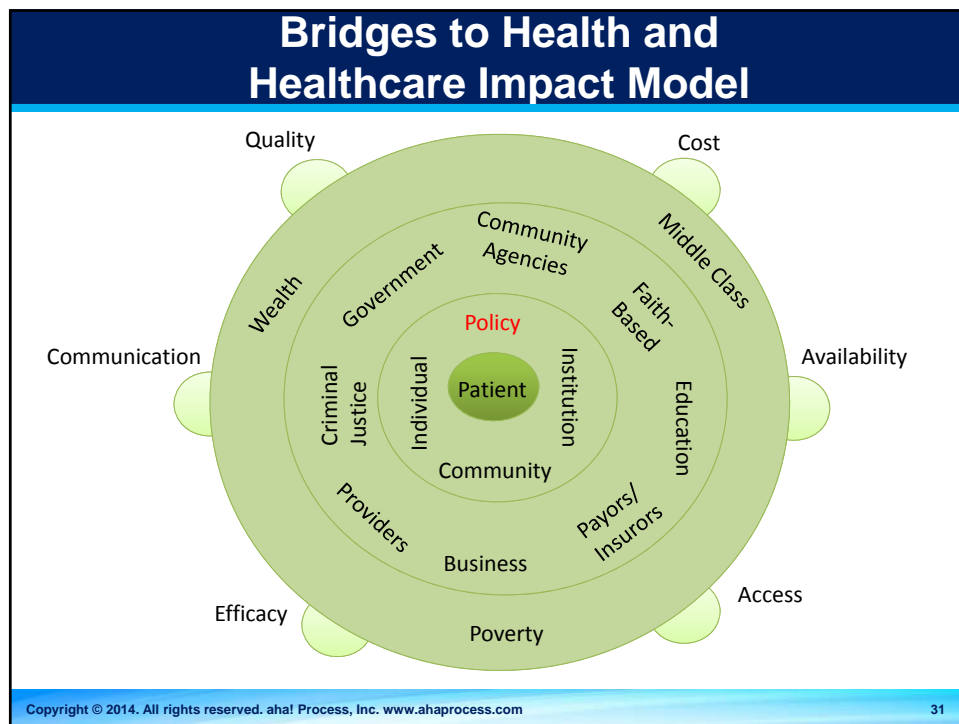 Bridges to Health and
Healthcare Impact Model
Quality
Cost
Community
Agencies
Middle Class
Government
Wealth
Faith-
Based
Policy
Communication
Availability
Criminal
Justice
Individual
Patient
Institution
Education
Community
Providers
Payors/
Insurors
Business
Access
Efficacy
Poverty
Copyright © 2014. All rights reserved. aha! Process, Inc. www.ahaprocess.com
31